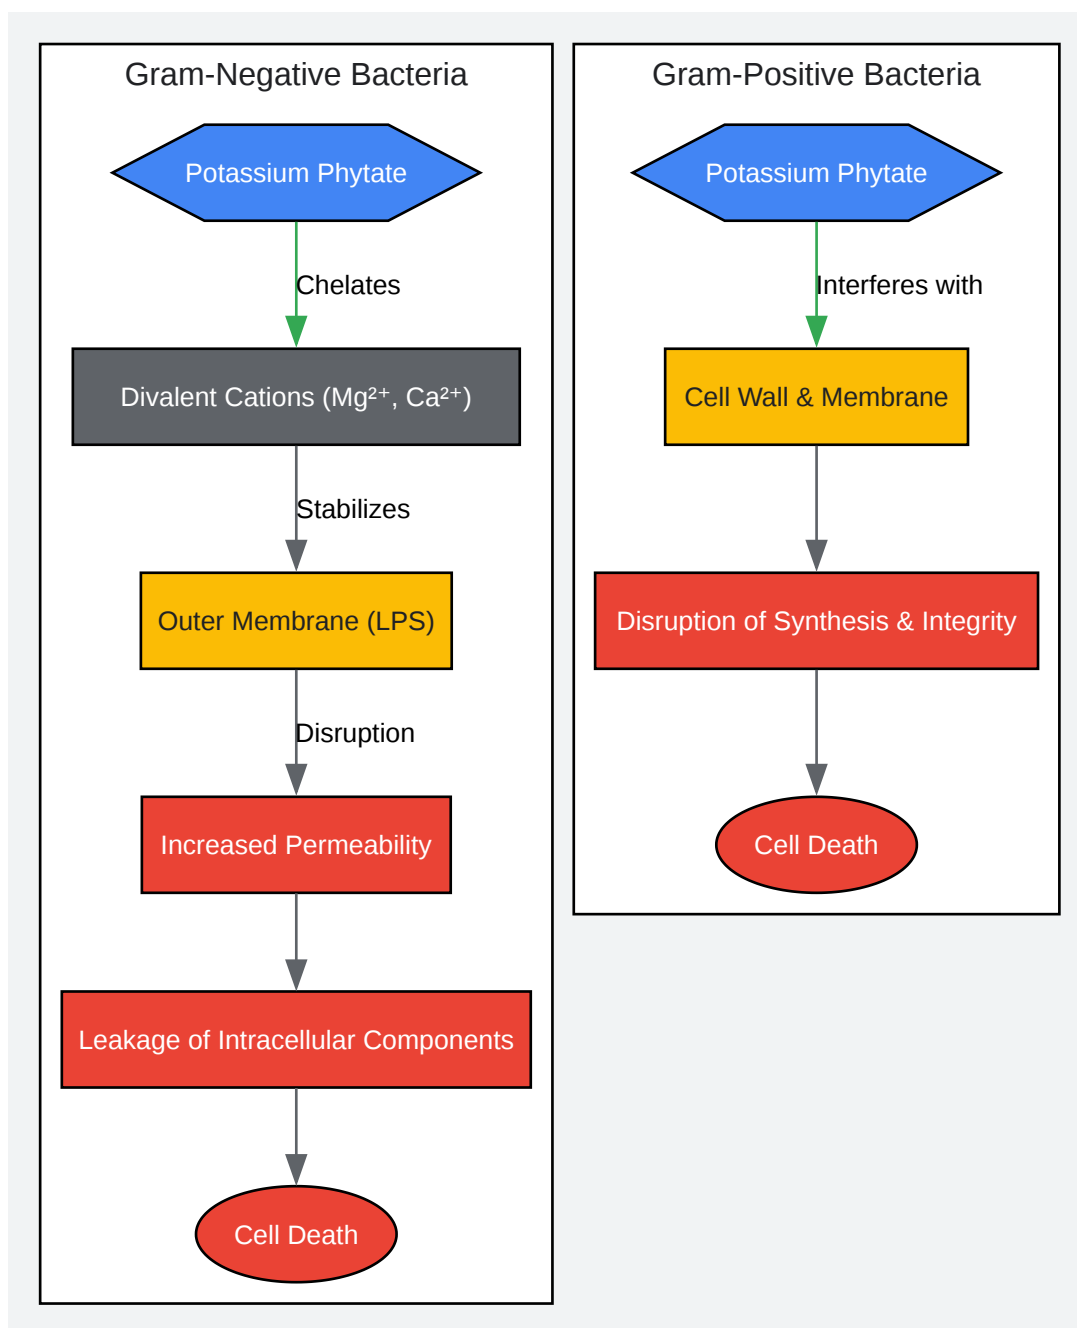 Gram-Negative Bacteria
Potassium Phytate
Chelates
Divalent Cations (Mg²⁺, Ca²⁺)
Stabilizes
Outer Membrane (LPS)
Disruption
Increased Permeability
Leakage of Intracellular Components
Cell Death
Gram-Positive Bacteria
Potassium Phytate
Interferes with
Cell Wall & Membrane
Disruption of Synthesis & Integrity
Cell Death